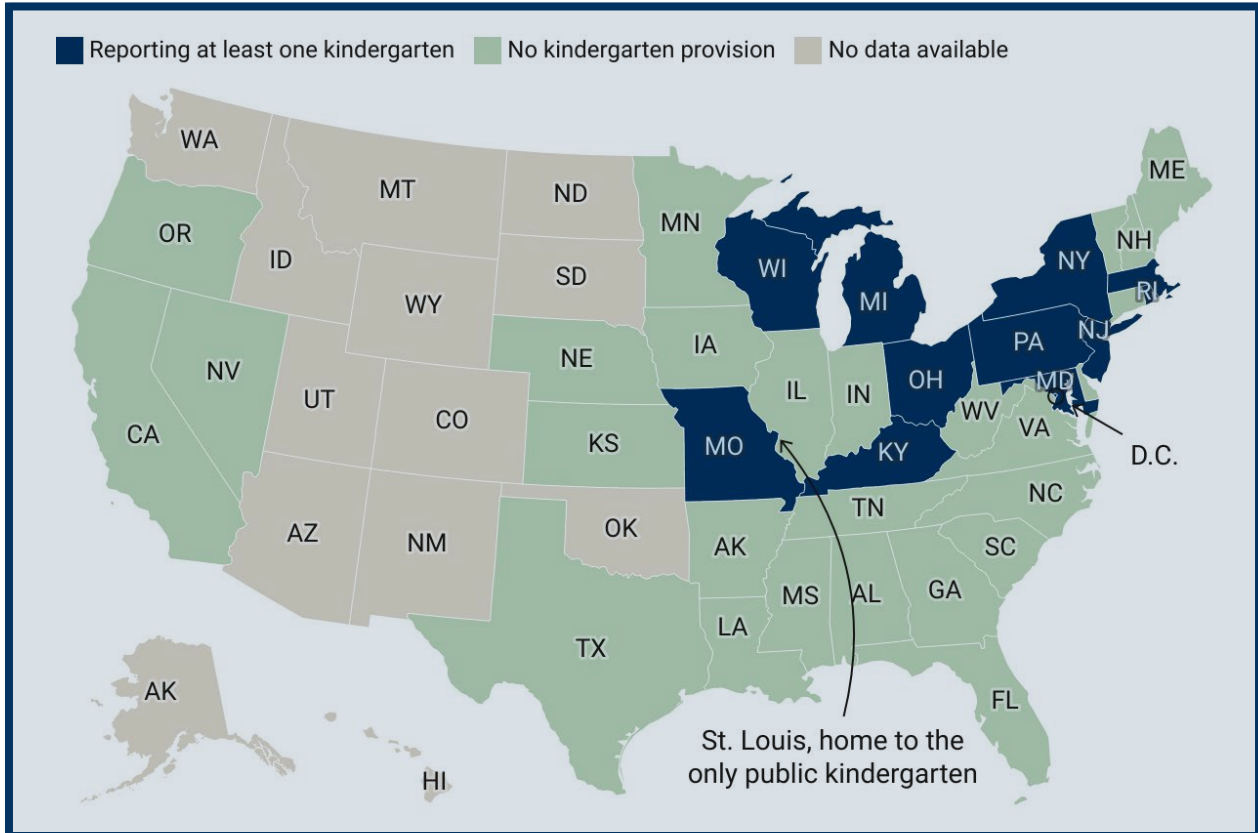 Reporting at least one kindergarten
No kindergarten provision
No data available
WA
MT
ND
MN
ME
OR
ID
SD
WI
MI
NY
NH
WY
RI
NE
IA
PA
NJ
NV
UT
CO
IL
IN
OH
MD
CA
KS
MO
WV
VA
KY
D.C.
AZ
NM
OK
TN
NC
AK
SC
MS
AL
GA
LA
TX
AK
FL
HI
St. Louis, home to the
only public kindergarten